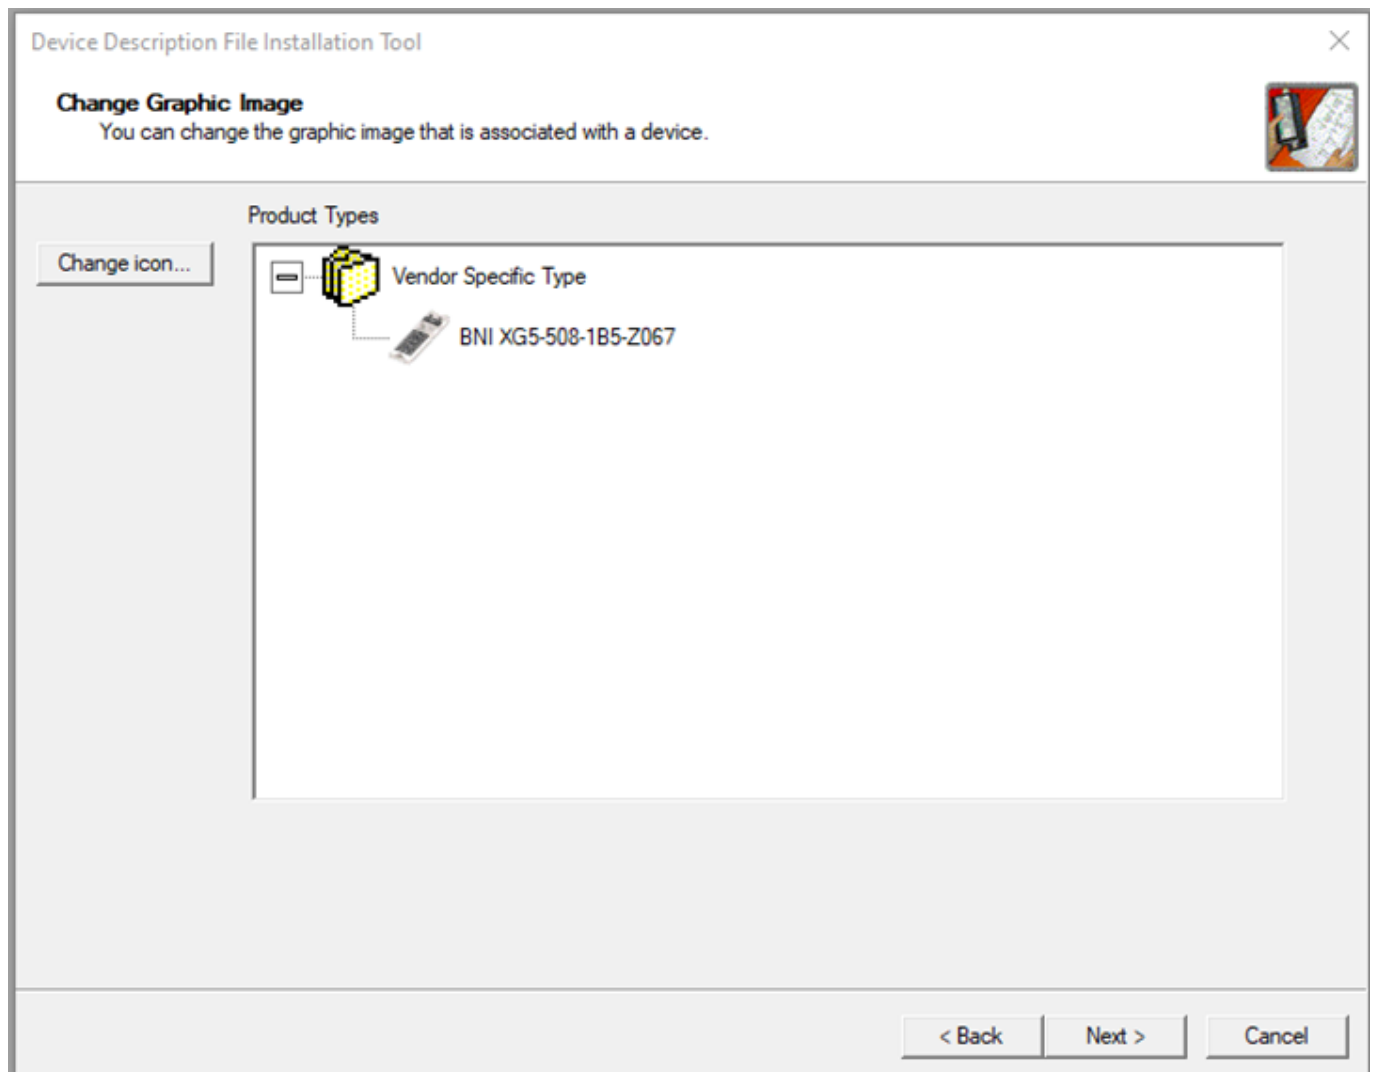 Device Description File Installation Tool
Change Graphic Image
You can change the graphic image that is associated with a device.
Product Types
Change icon...
Vendor Specific Type
BNI XG5-508-1B5-Z067
< Back
Next >
Cancel